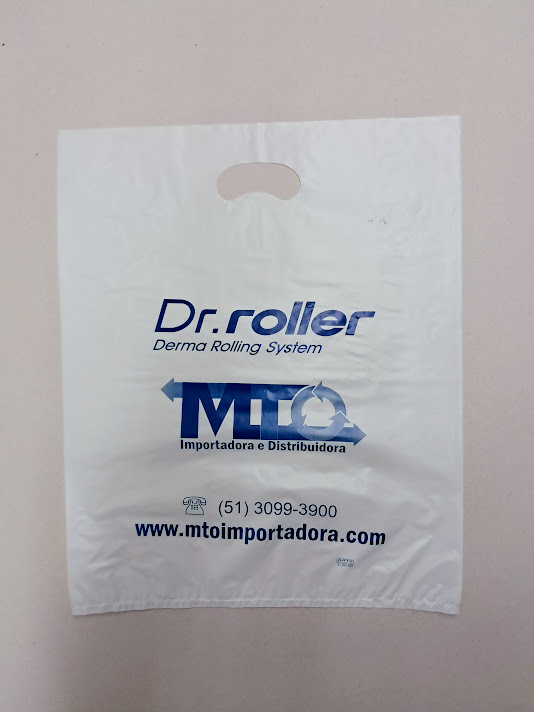 Dr.roller
Derma Rolling System
MTO
Importadora e Distribuidora
(51) 3099-3900
www.mtoimportadora.com